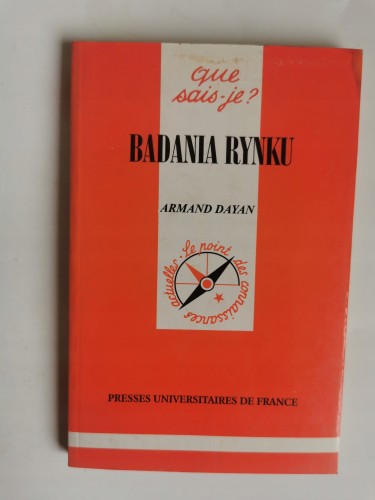 que
sais-je?
BADANIA RYNKU
ARMAND DAYAN
Le point des connaissances actuelles
PRESSES UNIVERSITAIRES DE FRANCE